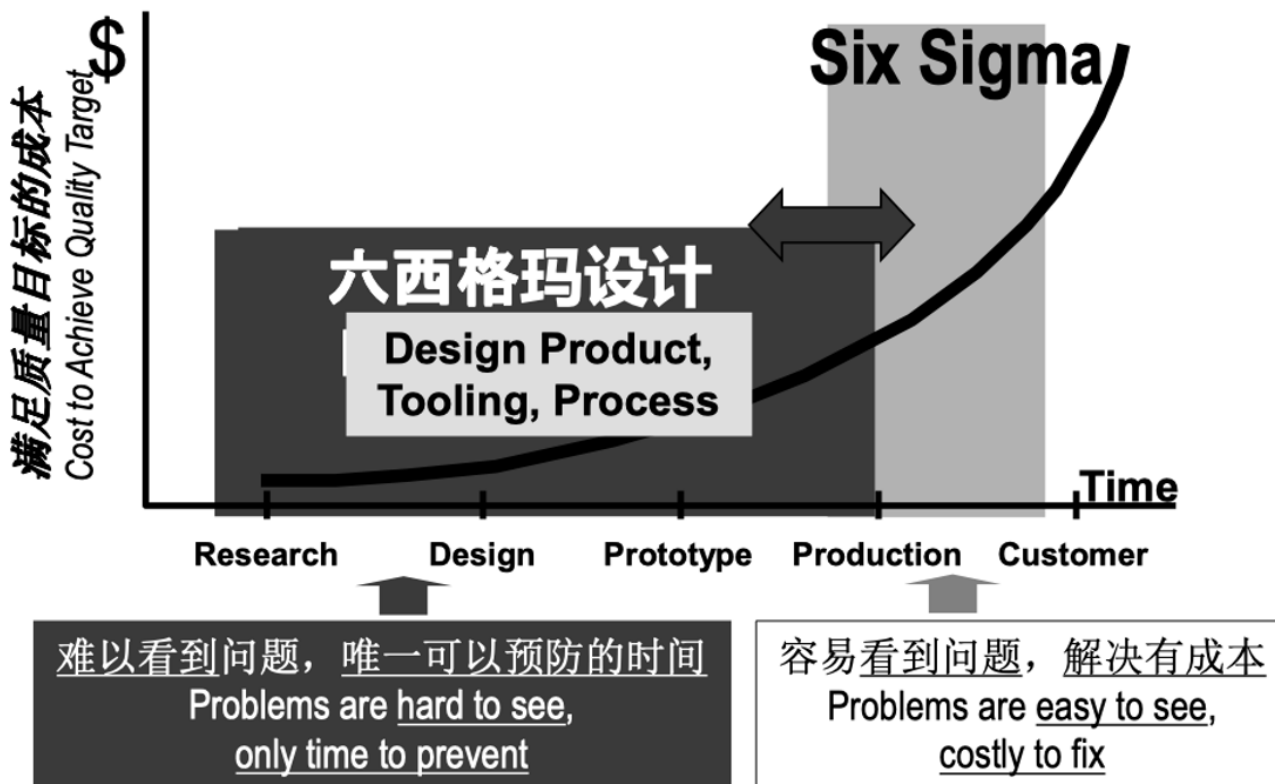 $
满足质量目标的成本
Cost to Achieve Quality Target
Six Sigma
六西格玛设计
Design Product,
Tooling, Process
Time
Research
Design
Prototype
Production
Customer
难以看到问题，唯一可以预防的时间
Problems are hard to see,
only time to prevent
容易看到问题，解决有成本
Problems are easy to see,
costly to fix